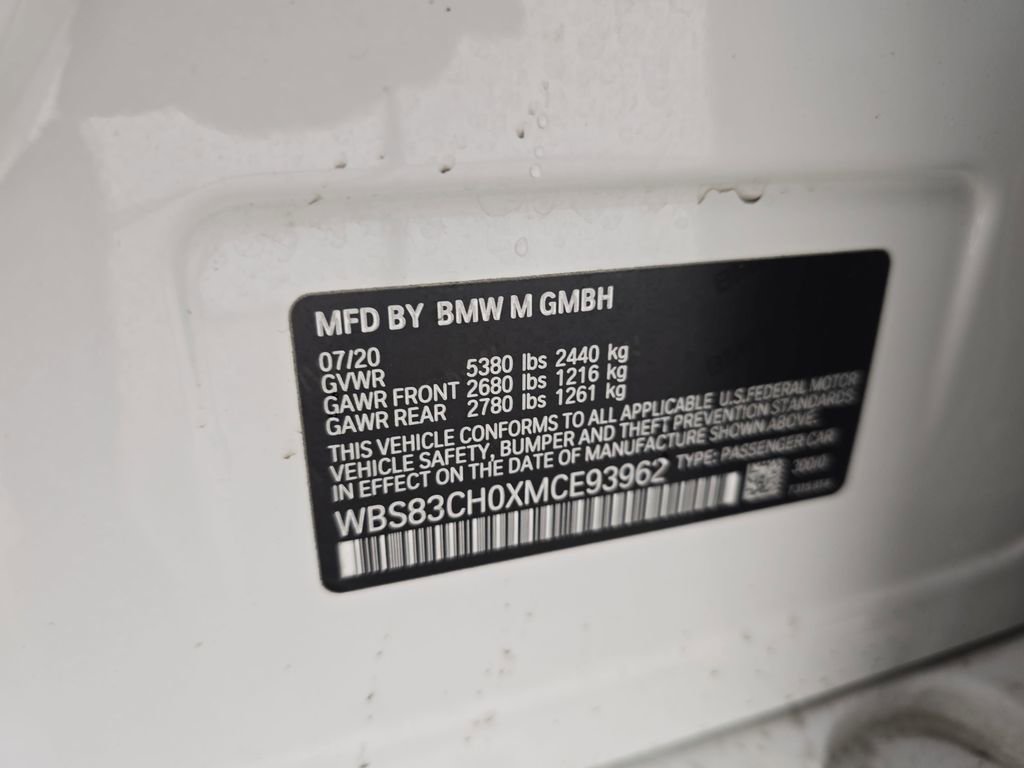 MFD BY BMW M GMBH
07/20
GVWR 5380 lbs 2440 kg
GAWR FRONT 2680 lbs 1216 kg
GAWR REAR 2780 lbs 1261 kg
THIS VEHICLE CONFORMS TO ALL APPLICABLE U.S.FEDERAL MOTOR
VEHICLE SAFETY, BUMPER AND THEFT PREVENTION STANDARDS
IN EFFECT ON THE DATE OF MANUFACTURE SHOWN ABOVE.
WBS83CH0XMCE93962 TYPE: PASSENGER CAR